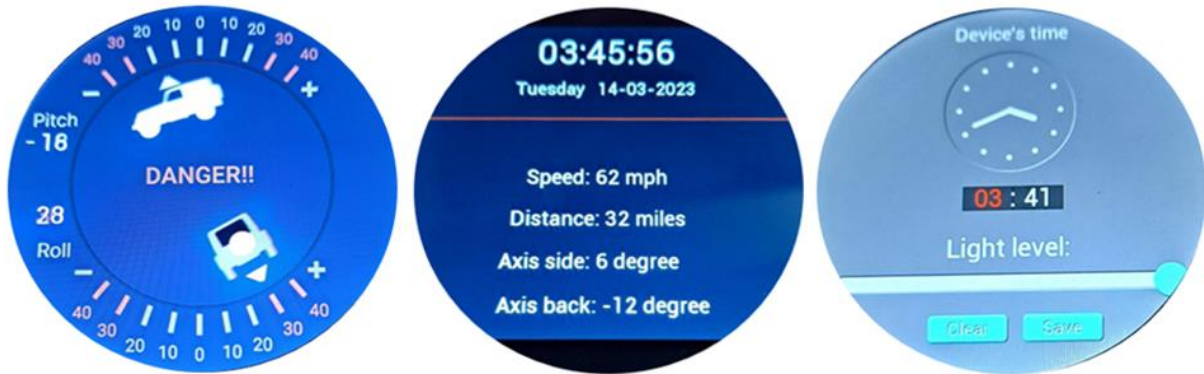 40 30 20 10 0 10 20 30 40
− +
Pitch
- 18
DANGER!!
28
Roll
− +
40 30 20 10 0 10 20 30 40
03:45:56
Tuesday 14-03-2023
Speed: 62 mph
Distance: 32 miles
Axis side: 6 degree
Axis back: -12 degree
Device's time
03 : 41
Light level:
Clear Save